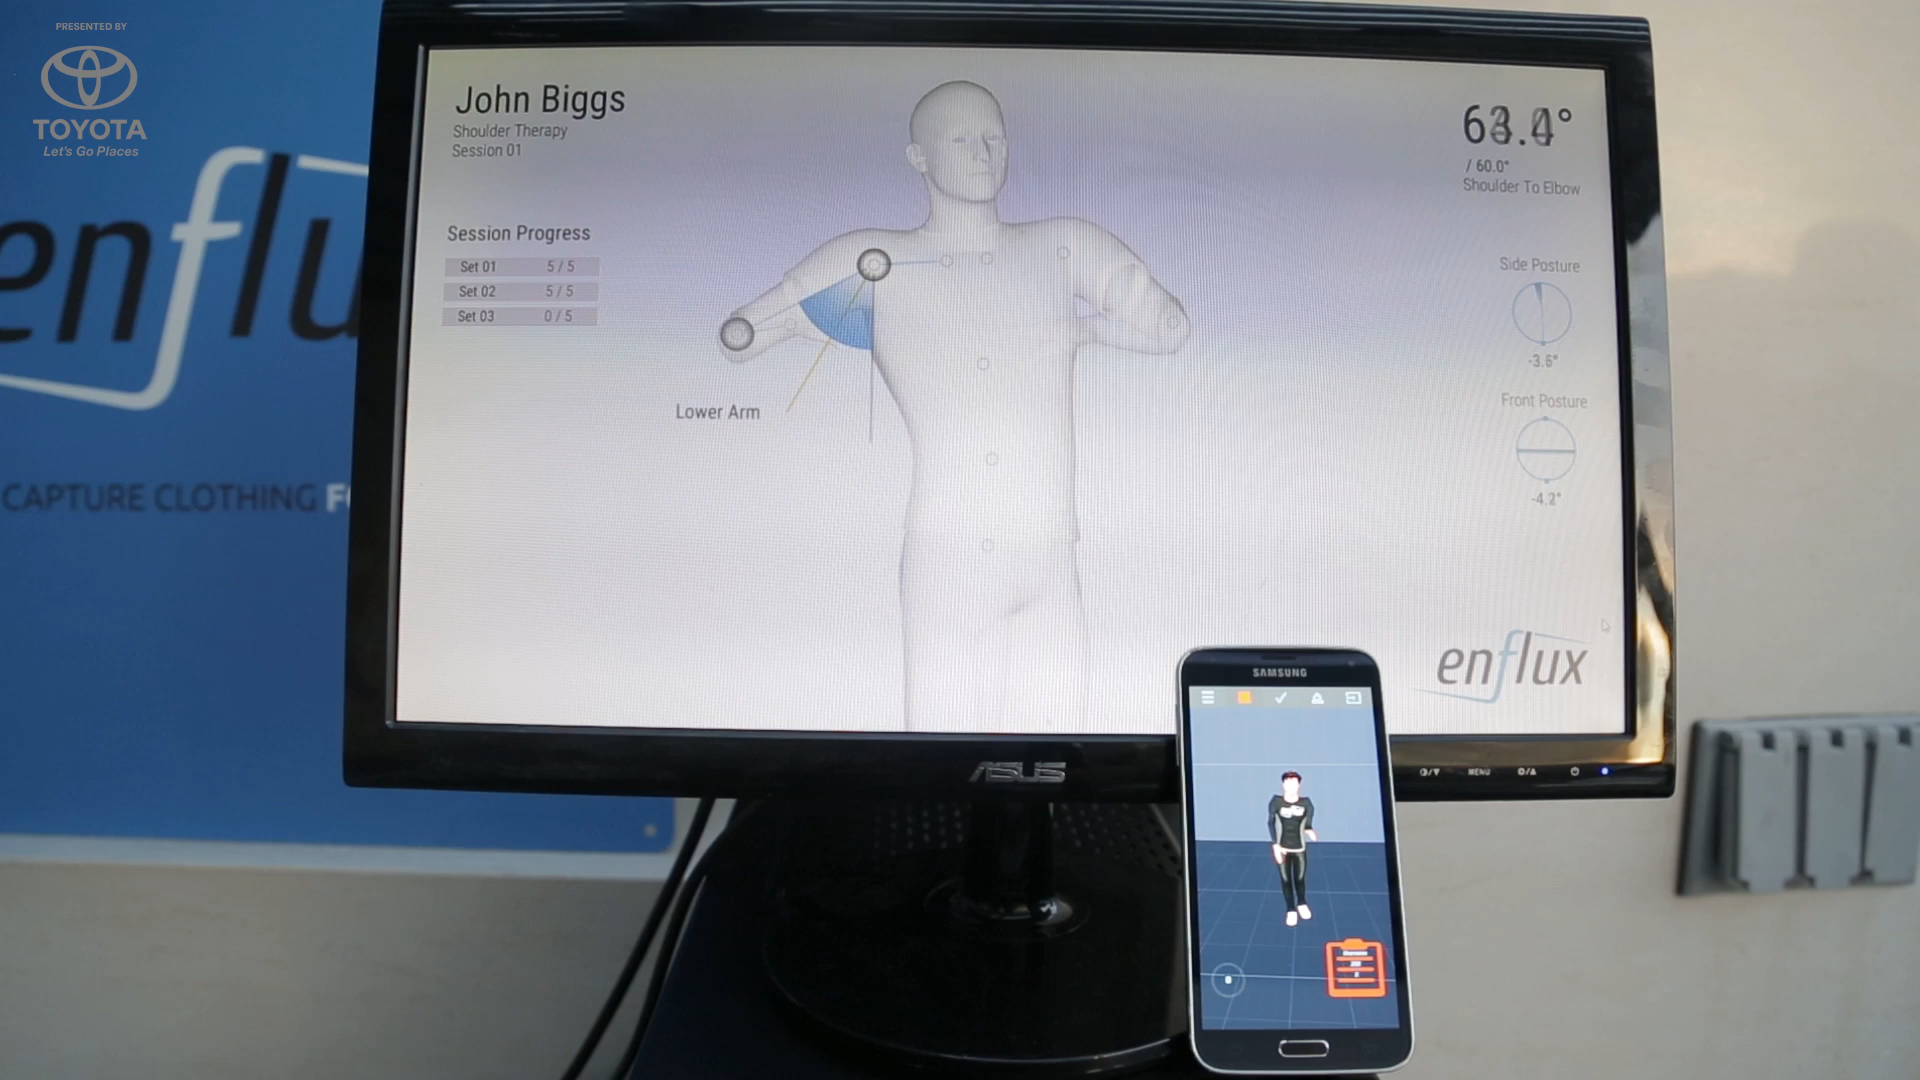 PRESENTED BY
TOYOTA
Let's Go Places
enflu
CAPTURE CLOTHING
John Biggs
Shoulder Therapy
Session 01
Session Progress
Set 01 5 / 5
Set 02 5 / 5
Set 03 0 / 5
Lower Arm
/ 60.0°
Shoulder To Elbow
Side Posture
-3.6°
Front Posture
-4.2°
enflux
ASUS
MENU
SAMSUNG